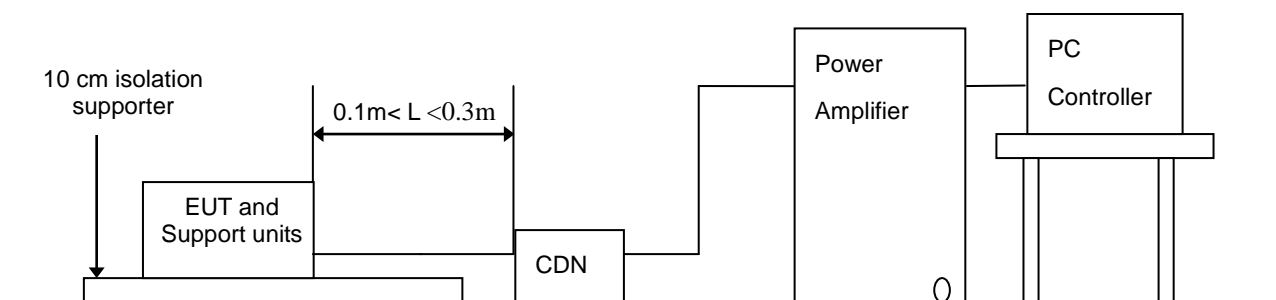 10 cm isolation
supporter
0.1m< L <0.3m
EUT and
Support units
CDN
Power
Amplifier
PC
Controller